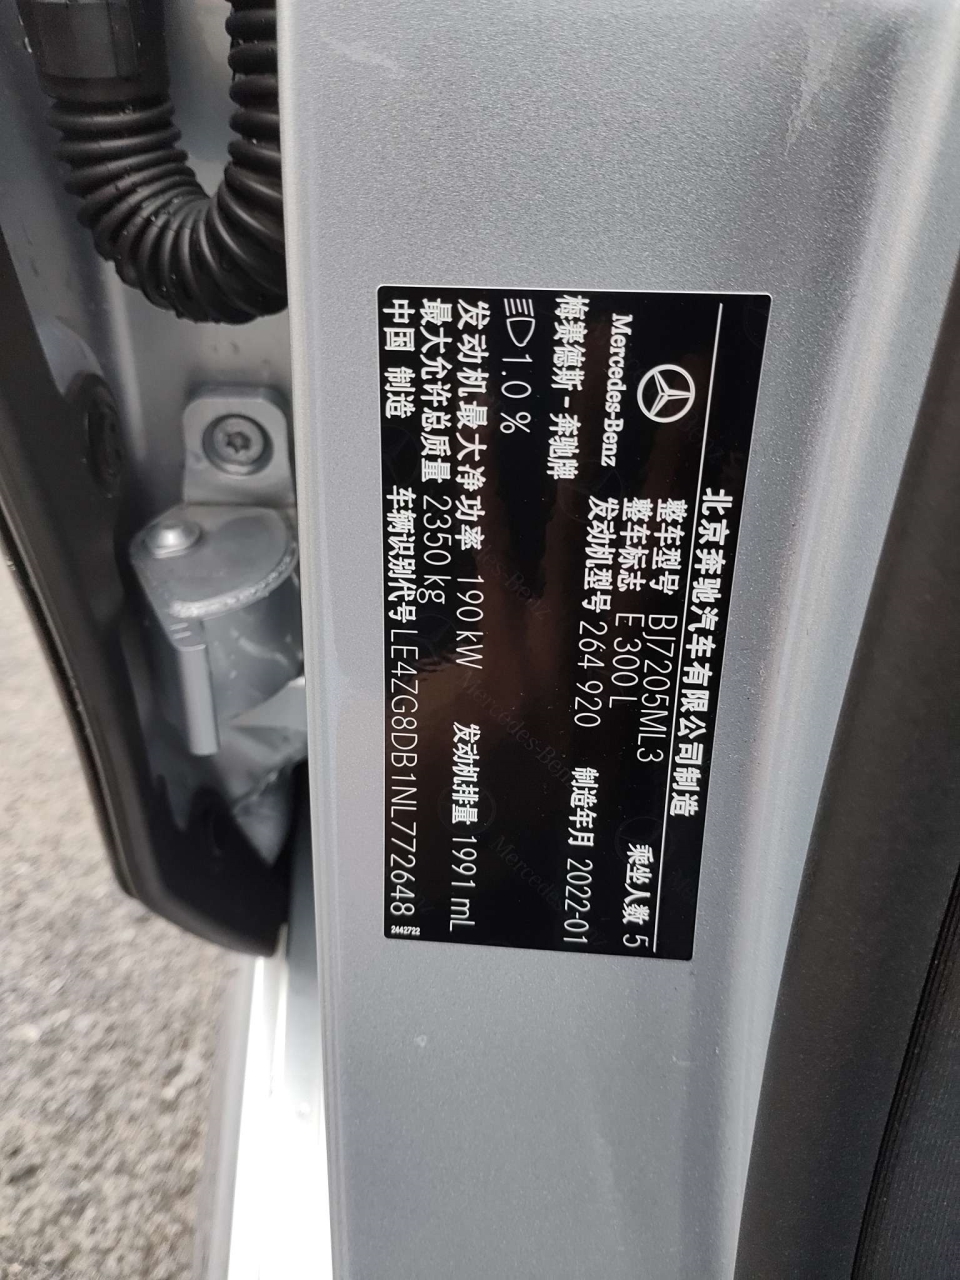 北京奔驰汽车有限公司制造
整车型号 BJ7205ML3 乘坐人数 5
Mercedes-Benz 整车标志 E 300 L
梅赛德斯-奔驰牌 发动机型号 264 920 制造年月 2022-01
1.0 %
发动机最大净功率 190 kW 发动机排量 1991 mL
最大允许总质量 2350 kg
中国 制造 车辆识别代号 LE4ZG8DB1NL772648
2442722